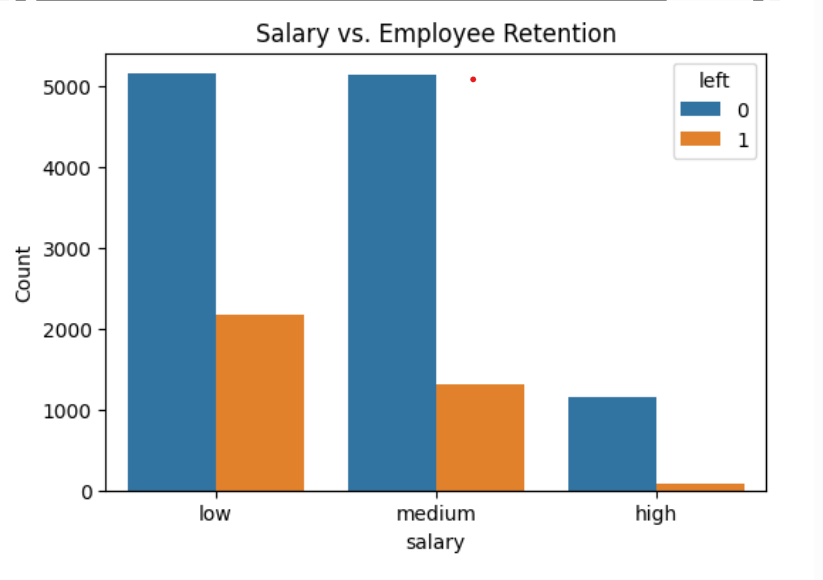 Salary vs. Employee Retention
left
0
1
5000
4000
3000
2000
1000
0
Count
low medium high
salary